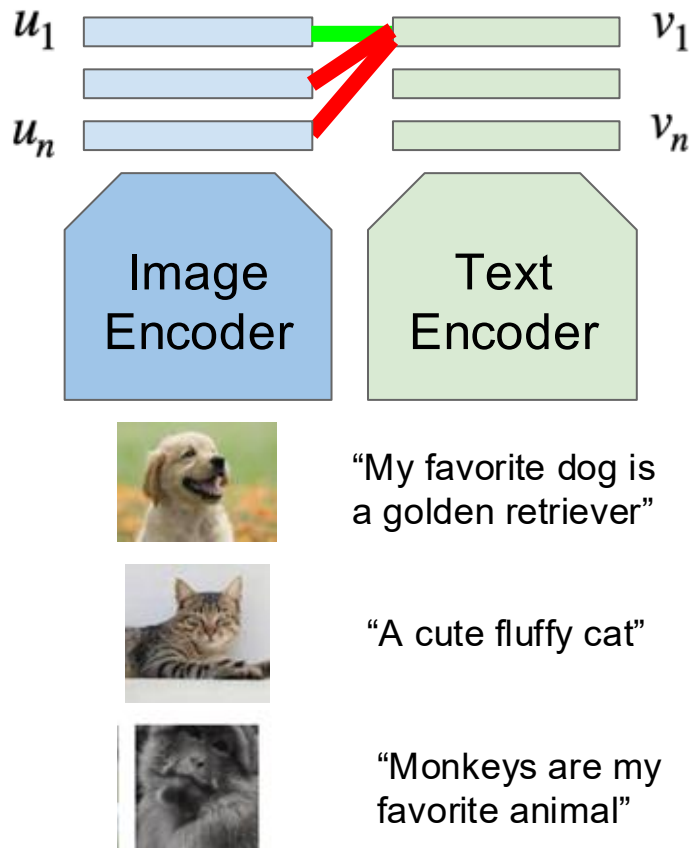 u₁ v₁
uₙ vₙ
Image
Encoder
Text
Encoder
“My favorite dog is
a golden retriever”
“A cute fluffy cat”
“Monkeys are my
favorite animal”